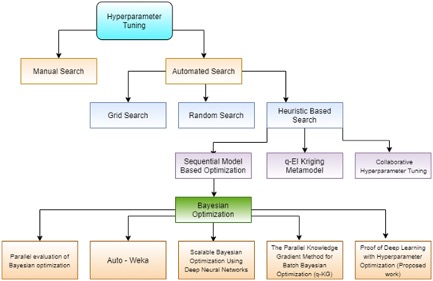 Hyperparameter
Tuning
Manual Search
Automated Search
Grid Search
Random Search
Heuristic Based
Search
Sequential Model
Based Optimization
q-EI Kriging
Metamodel
Collaborative
Hyperparameter Tuning
Bayesian
Optimization
Parallel evaluation of
Bayesian optimization
Auto - Weka
Scalable Bayesian
Optimization Using
Deep Neural Networks
The Parallel Knowledge
Gradient Method for
Batch Bayesian
Optimization (q-KG)
Proof of Deep Learning
with Hyperparameter
Optimization (Proposed
work)